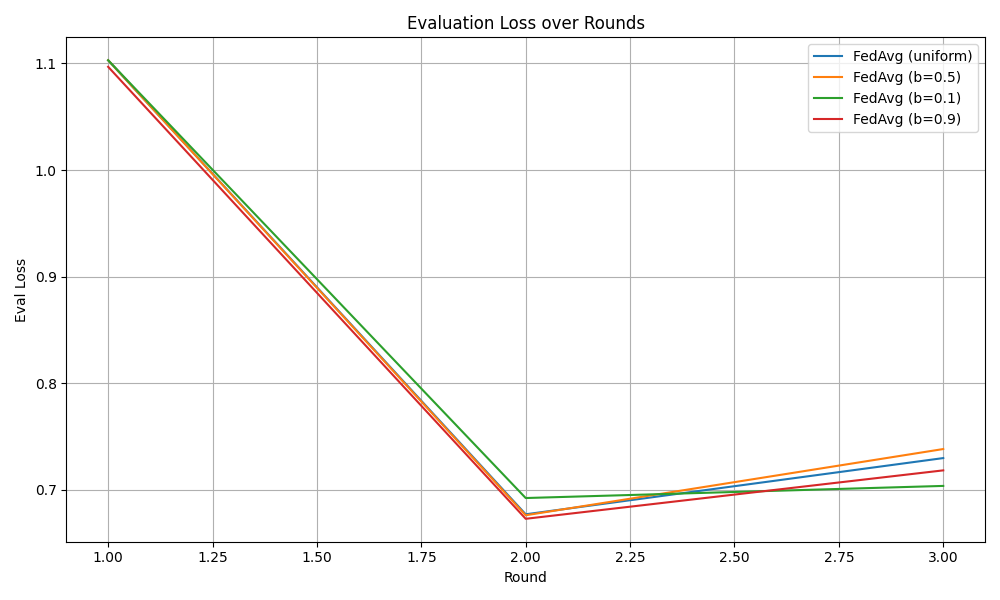 Evaluation Loss over Rounds
FedAvg (uniform)
FedAvg (b=0.5)
FedAvg (b=0.1)
FedAvg (b=0.9)
Eval Loss
1.1
1.0
0.9
0.8
0.7
1.00 1.25 1.50 1.75 2.00 2.25 2.50 2.75 3.00
Round